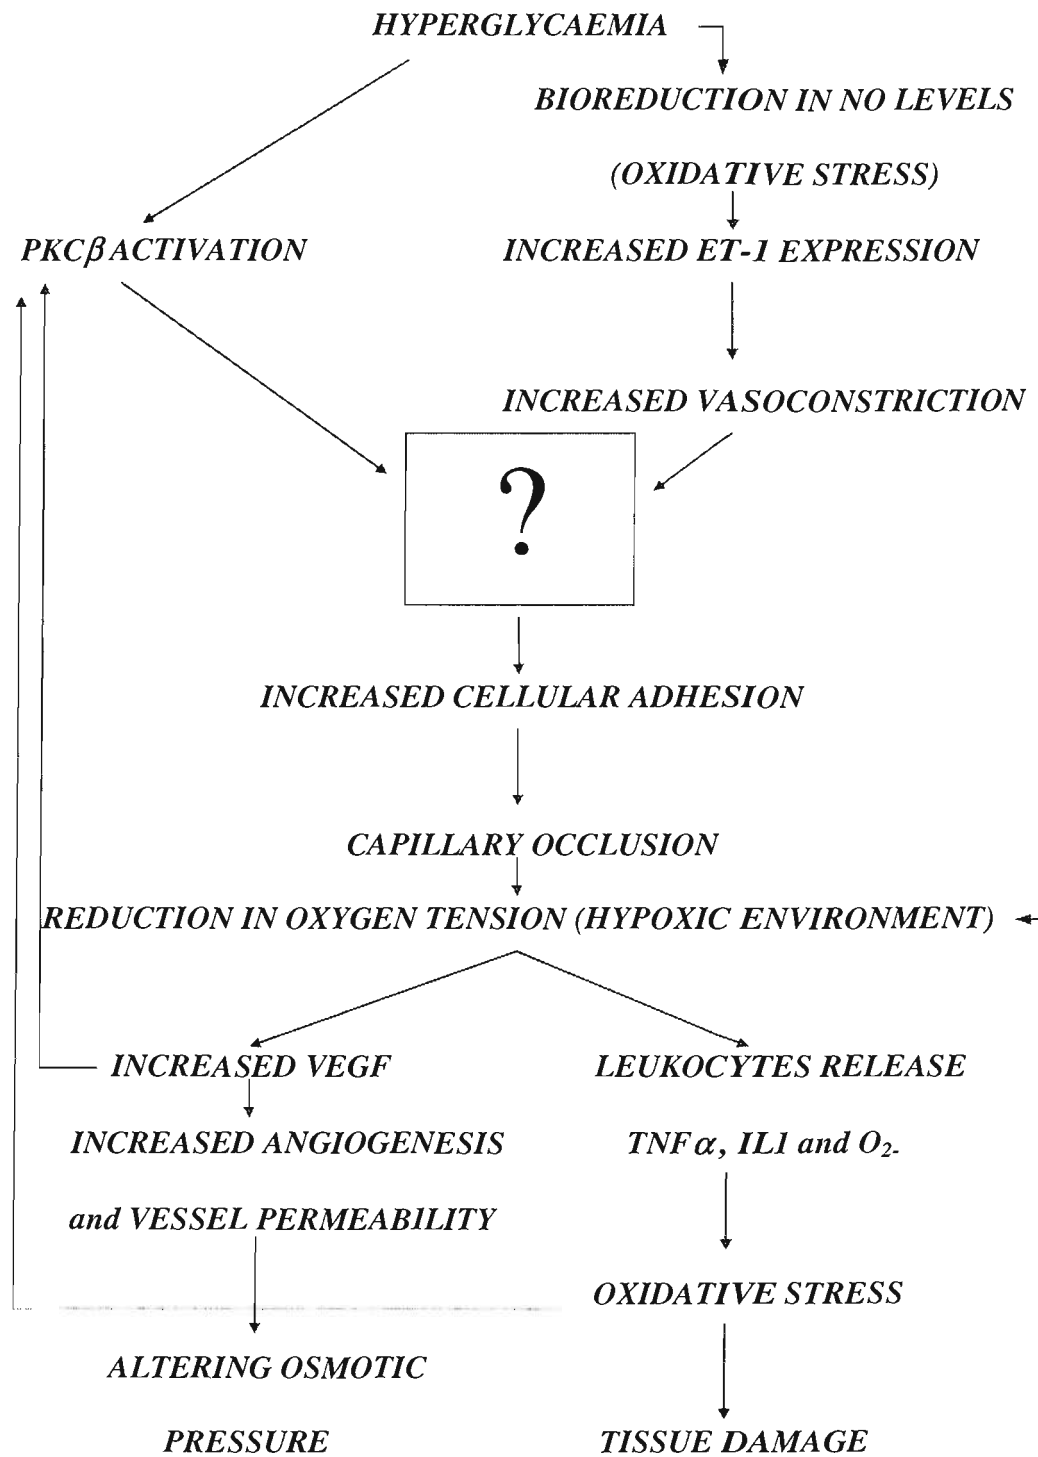 HYPERGLYCAEMIA
BIOREDUCTION IN NO LEVELS
(OXIDATIVE STRESS)
PKCβ ACTIVATION
INCREASED ET-1 EXPRESSION
INCREASED VASOCONSTRICTION
?
INCREASED CELLULAR ADHESION
CAPILLARY OCCLUSION
REDUCTION IN OXYGEN TENSION (HYPOXIC ENVIRONMENT)
INCREASED VEGF
LEUKOCYTES RELEASE
INCREASED ANGIOGENESIS
TNFα, IL1 and O₂-
and VESSEL PERMEABILITY
OXIDATIVE STRESS
ALTERING OSMOTIC
PRESSURE
TISSUE DAMAGE